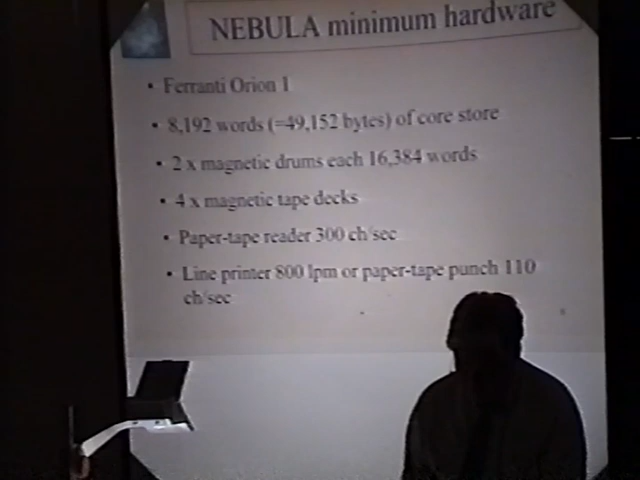 NEBULA minimum hardware
• Ferranti Orion 1
• 8,192 words (=49,152 bytes) of core store
• 2 x magnetic drums each 16,384 words
• 4 x magnetic tape decks
• Paper-tape reader 300 ch/sec
• Line printer 800 lpm or paper-tape punch 110
ch/sec